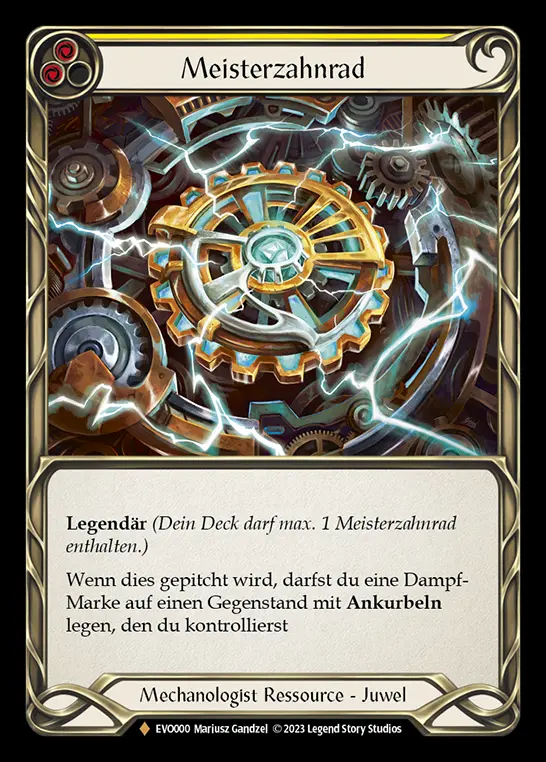 Meisterzahnrad
Legendär (Dein Deck darf max. 1 Meisterzahnrad
enthalten.)
Wenn dies gepitcht wird, darfst du eine Dampf-
Marke auf einen Gegenstand mit Ankurbeln
legen, den du kontrollierst
Mechanologist Ressource - Juwel
EVO000 Mariusz Gandzel © 2023 Legend Story Studios